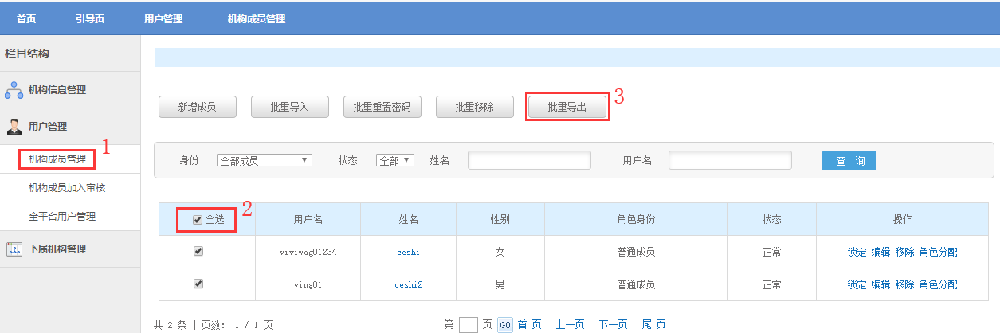 首页 引导页 用户管理 机构成员管理
栏目结构
机构信息管理
用户管理
机构成员管理 1
机构成员加入审核
全平台用户管理
下属机构管理
新增成员 批量导入 批量重置密码 批量移除 批量导出 3
身份 全部成员 状态 全部 姓名 用户名 查 询
全选 2 用户名 姓名 性别 角色身份 状态 操作
viviwag01234 ceshi 女 普通成员 正常 锁定 编辑 移除 角色分配
ving01 ceshi2 男 普通成员 正常 锁定 编辑 移除 角色分配
共 2 条 | 页数: 1 / 1 页 第 页 GO 首 页 上一页 下一页 尾 页